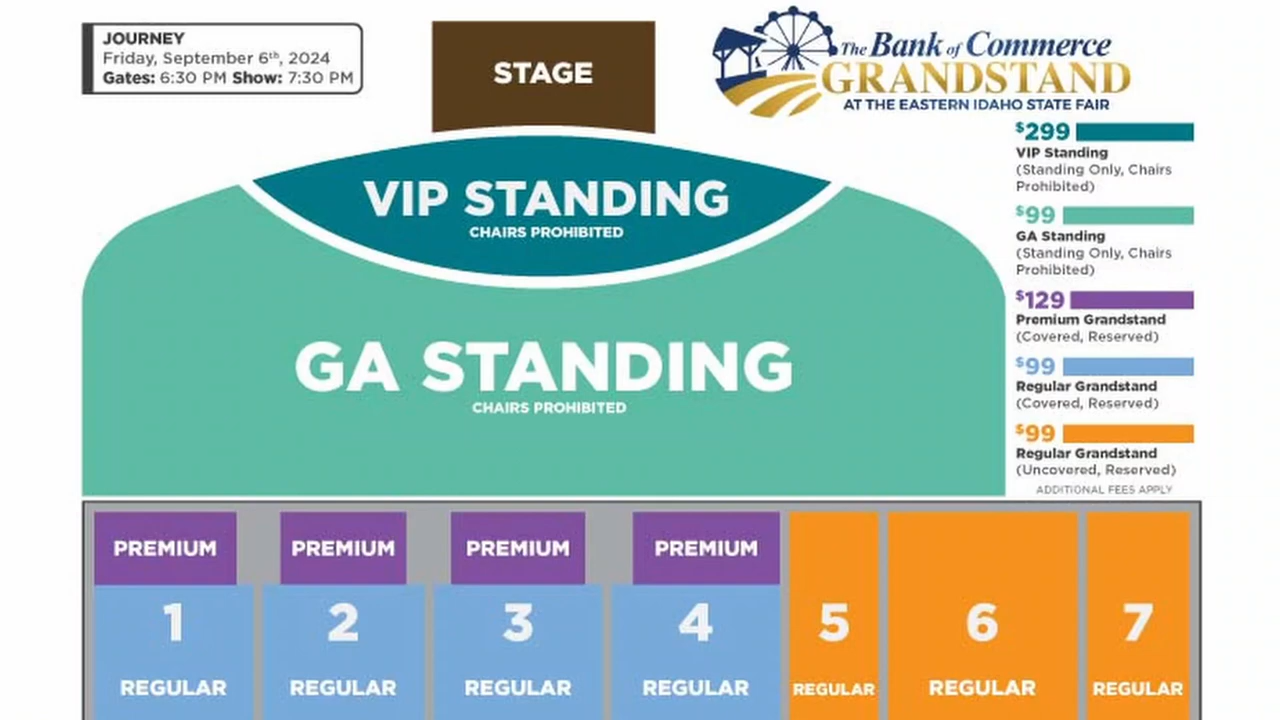 JOURNEY
Friday, September 6th, 2024
Gates: 6:30 PM Show: 7:30 PM
STAGE
The Bank of Commerce
GRANDSTAND
AT THE EASTERN IDAHO STATE FAIR
$299
VIP Standing
(Standing Only, Chairs
Prohibited)
$99
GA Standing
(Standing Only, Chairs
Prohibited)
$129
Premium Grandstand
(Covered, Reserved)
$99
Regular Grandstand
(Covered, Reserved)
$99
Regular Grandstand
(Uncovered, Reserved)
ADDITIONAL FEES APPLY
VIP STANDING
CHAIRS PROHIBITED
GA STANDING
CHAIRS PROHIBITED
PREMIUM PREMIUM PREMIUM PREMIUM
1 2 3 4 5 6 7
REGULAR REGULAR REGULAR REGULAR REGULAR REGULAR REGULAR